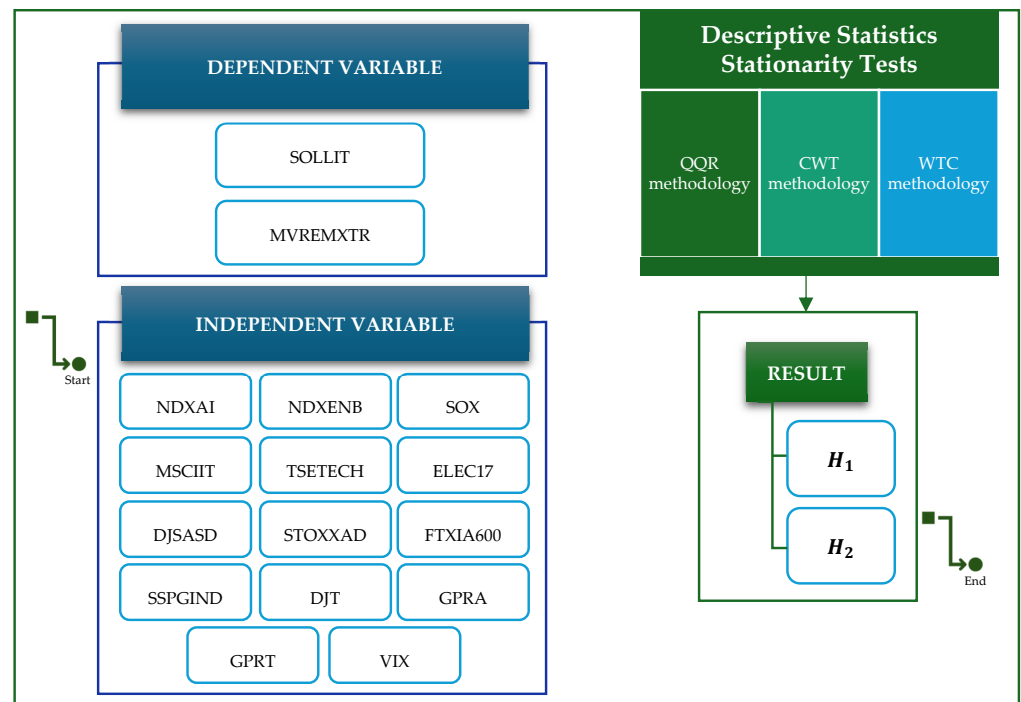 DEPENDENT VARIABLE
SOLLIT
MVREMXTR
Start
INDEPENDENT VARIABLE
NDXAI
NDXENB
SOX
MSCIIT
TSETECH
ELEC17
DJSASD
STOXXAD
FTXIA600
SSPGIND
DJT
GPRA
GPRT
VIX
Descriptive Statistics
Stationarity Tests
QQR
methodology
CWT
methodology
WTC
methodology
RESULT
H₁
H₂
End